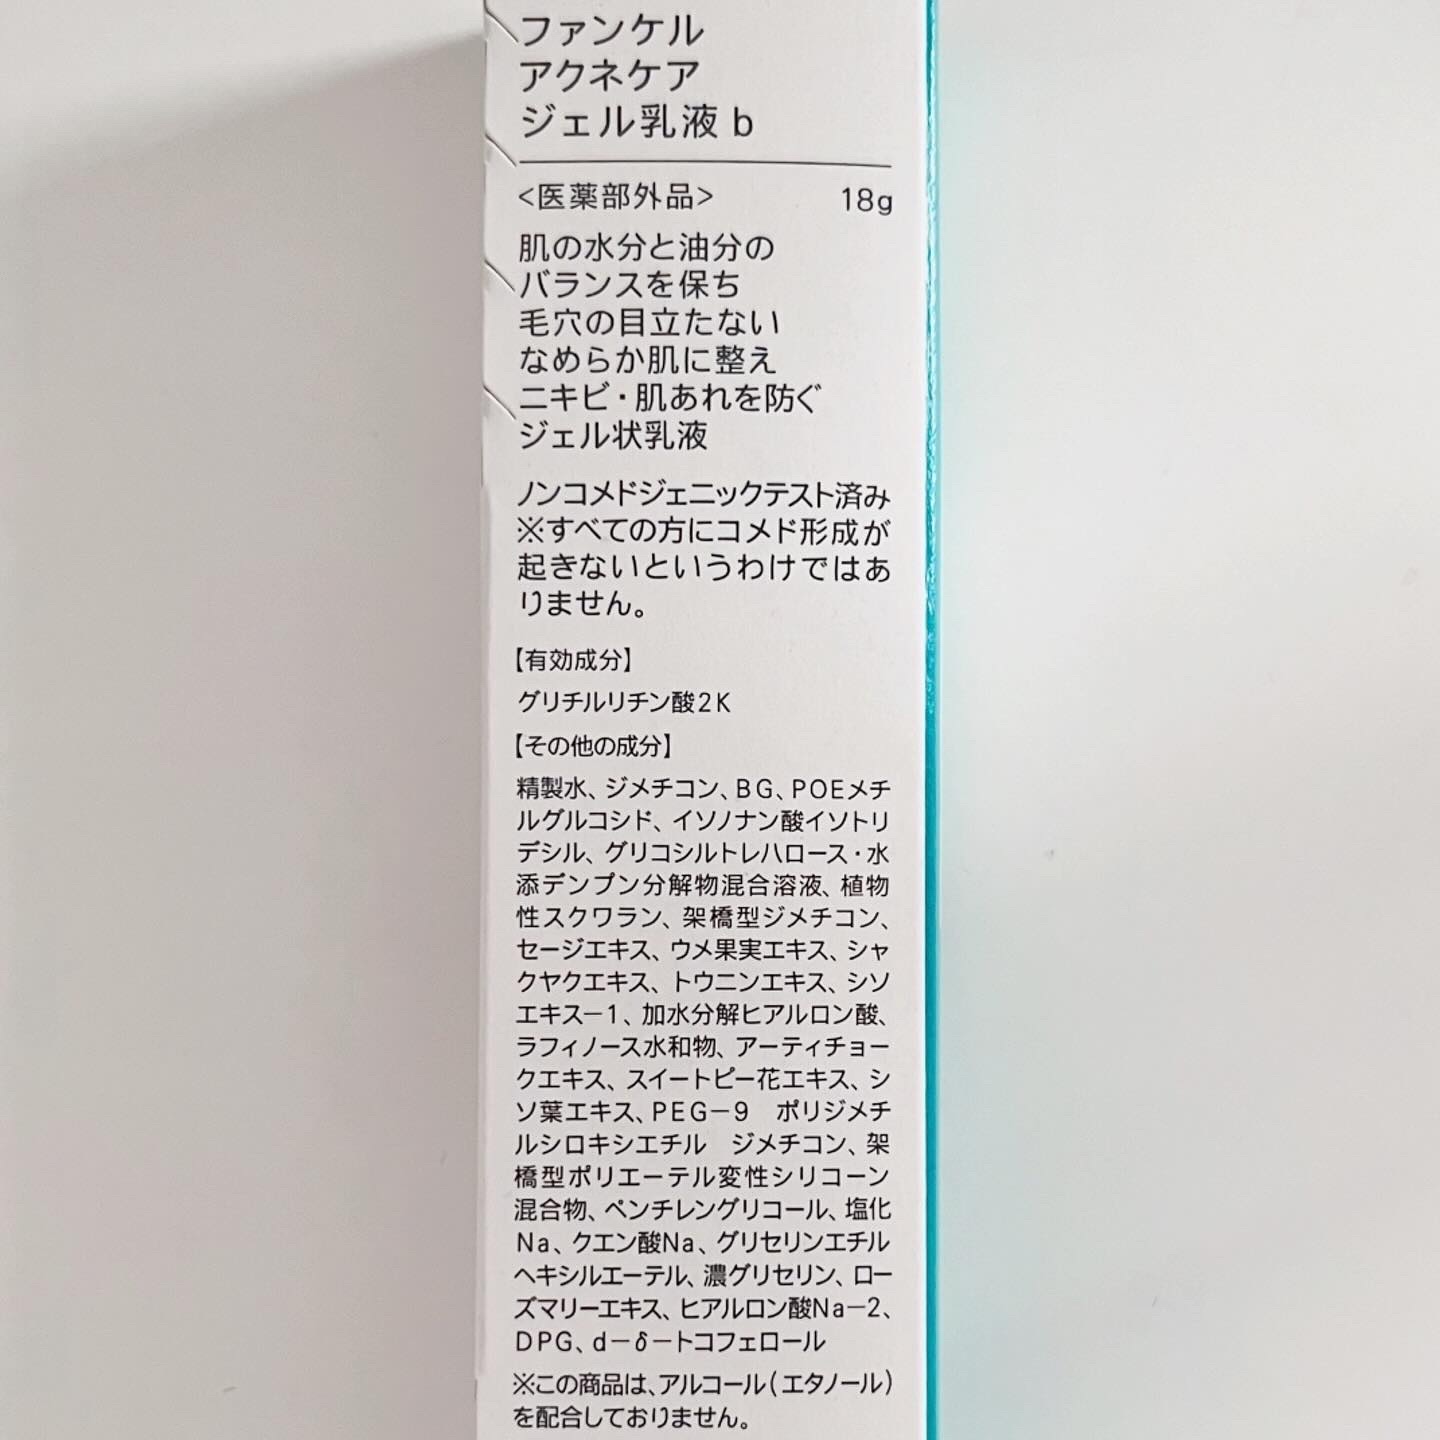 ファンケル
アクネケア
ジェル乳液 b
<医薬部外品> 18g
肌の水分と油分の
バランスを保ち
毛穴の目立たない
なめらか肌に整え
ニキビ・肌あれを防ぐ
ジェル状乳液
ノンコメドジェニックテスト済み
※すべての方にコメド形成が
起きないというわけではあ
りません。
【有効成分】
グリチルリチン酸2K
【その他の成分】
精製水、ジメチコン、BG、POEメチ
ルグルコシド、イソノナン酸イソトリ
デシル、グリコシルトレハロース・水
添デンプン分解物混合溶液、植物
性スクワラン、架橋型ジメチコン、
セージエキス、ウメ果実エキス、シャ
クヤクエキス、トウニンエキス、シソ
エキス－1、加水分解ヒアルロン酸、
ラフィノース水和物、アーティチョー
クエキス、スイートピー花エキス、シ
ソ葉エキス、PEG－9　ポリジメチ
ルシロキシエチル　ジメチコン、架
橋型ポリエーテル変性シリコーン
混合物、ペンチレングリコール、塩化
Na、クエン酸Na、グリセリンエチル
ヘキシルエーテル、濃グリセリン、ロー
ズマリーエキス、ヒアルロン酸Na－2、
DPG、d－δ－トコフェロール
※この商品は、アルコール(エタノール)
を配合しておりません。